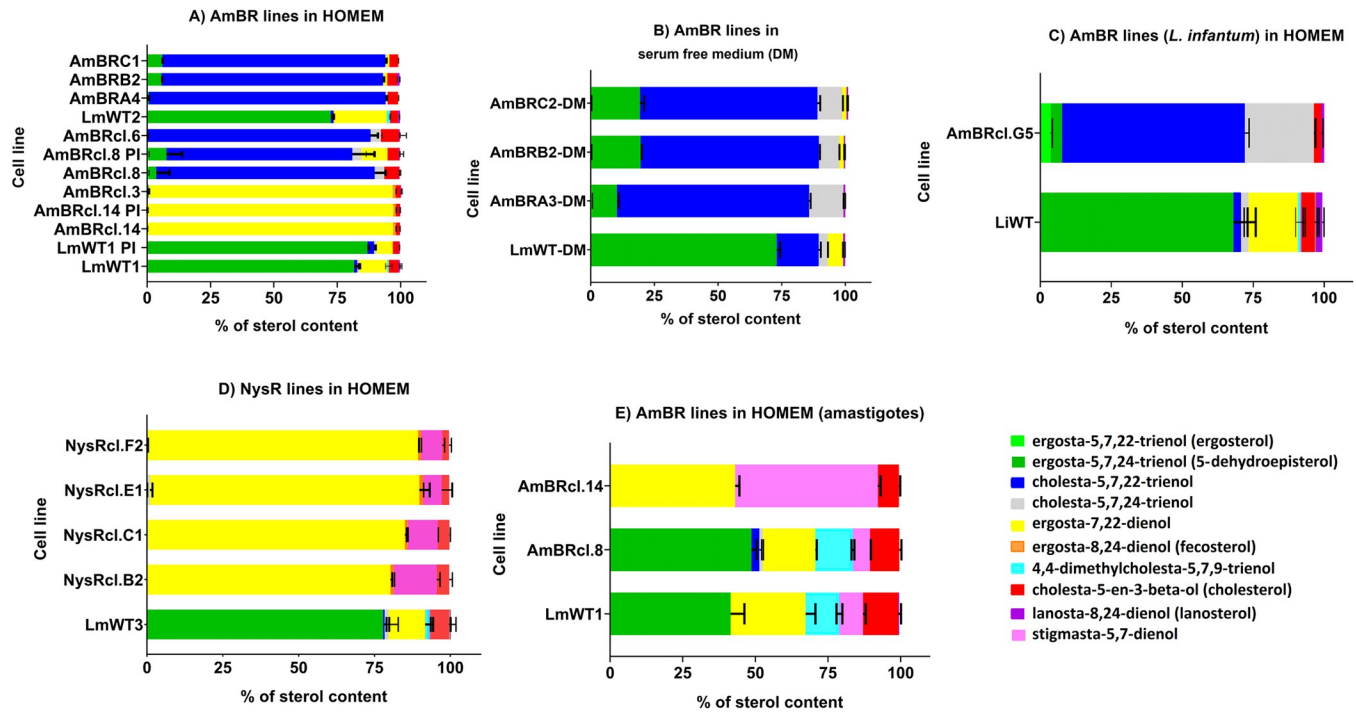 A) AmBR lines in HOMEM
Cell line
AmBRC1
AmBRB2
AmBRA4
LmWT2
AmBRcl.6
AmBRcl.8 PI
AmBRcl.8
AmBRcl.3
AmBRcl.14 PI
AmBRcl.14
LmWT1 PI
LmWT1
0 25 50 75 100
% of sterol content
B) AmBR lines in
serum free medium (DM)
Cell line
AmBRC2-DM
AmBRB2-DM
AmBRA3-DM
LmWT-DM
0 25 50 75 100
% of sterol content
C) AmBR lines (L. infantum) in HOMEM
Cell line
AmBRcl.G5
LiWT
0 25 50 75 100
% of sterol content
D) NysR lines in HOMEM
Cell line
NysRcl.F2
NysRcl.E1
NysRcl.C1
NysRcl.B2
LmWT3
0 25 50 75 100
% of sterol content
E) AmBR lines in HOMEM (amastigotes)
Cell line
AmBRcl.14
AmBRcl.8
LmWT1
0 25 50 75 100
% of sterol content
ergosta-5,7,22-trienol (ergosterol)
ergosta-5,7,24-trienol (5-dehydroepisterol)
cholesta-5,7,22-trienol
cholesta-5,7,24-trienol
ergosta-7,22-dienol
ergosta-8,24-dienol (fecosterol)
4,4-dimethylcholesta-5,7,9-trienol
cholesta-5-en-3-beta-ol (cholesterol)
lanosta-8,24-dienol (lanosterol)
stigmasta-5,7-dienol